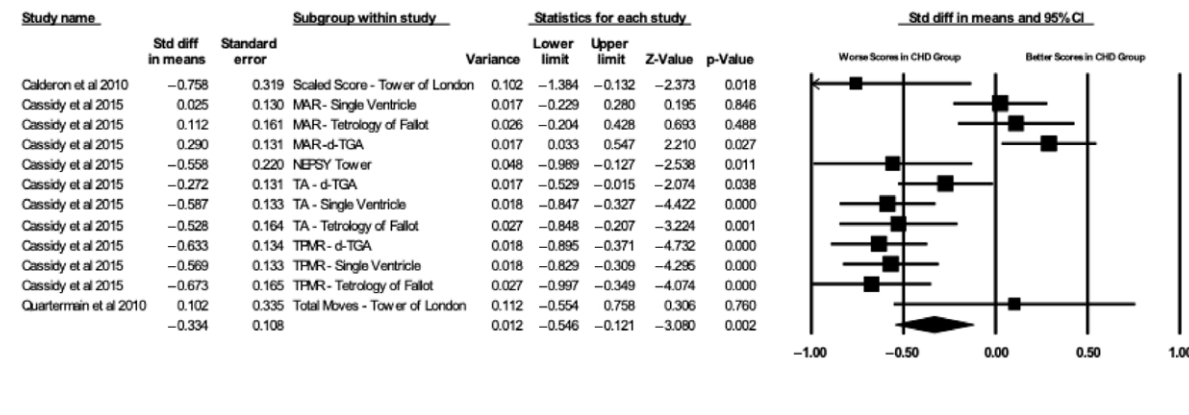 Study name Subgroup within study Statistics for each study Std diff in means and 95% CI
Std diff in means Standard error Variance Lower limit Upper limit Z-Value p-Value Worse Scores in CHD Group Better Scores in CHD Group
Calderon et al 2010 −0.758 0.319 Scaled Score - Tower of London 0.102 −1.384 −0.132 −2.373 0.018
Cassidy et al 2015 0.025 0.130 MAR - Single Ventricle 0.017 −0.229 0.280 0.195 0.846
Cassidy et al 2015 0.112 0.161 MAR - Tetrology of Fallot 0.026 −0.204 0.428 0.693 0.488
Cassidy et al 2015 0.290 0.131 MAR-d-TGA 0.017 0.033 0.547 2.210 0.027
Cassidy et al 2015 −0.558 0.220 NEPSY Tower 0.048 −0.989 −0.127 −2.538 0.011
Cassidy et al 2015 −0.272 0.131 TA - d-TGA 0.017 −0.529 −0.015 −2.074 0.038
Cassidy et al 2015 −0.587 0.133 TA - Single Ventricle 0.018 −0.847 −0.327 −4.422 0.000
Cassidy et al 2015 −0.528 0.164 TA - Tetrology of Fallot 0.027 −0.848 −0.207 −3.224 0.001
Cassidy et al 2015 −0.633 0.134 TPMR - d-TGA 0.018 −0.895 −0.371 −4.732 0.000
Cassidy et al 2015 −0.569 0.133 TPMR - Single Ventricle 0.018 −0.829 −0.309 −4.295 0.000
Cassidy et al 2015 −0.673 0.165 TPMR - Tetrology of Fallot 0.027 −0.997 −0.349 −4.074 0.000
Quartermain et al 2010 0.102 0.335 Total Moves - Tower of London 0.112 −0.554 0.758 0.306 0.760
−0.334 0.108 0.012 −0.546 −0.121 −3.080 0.002
−1.00 −0.50 0.00 0.50 1.00